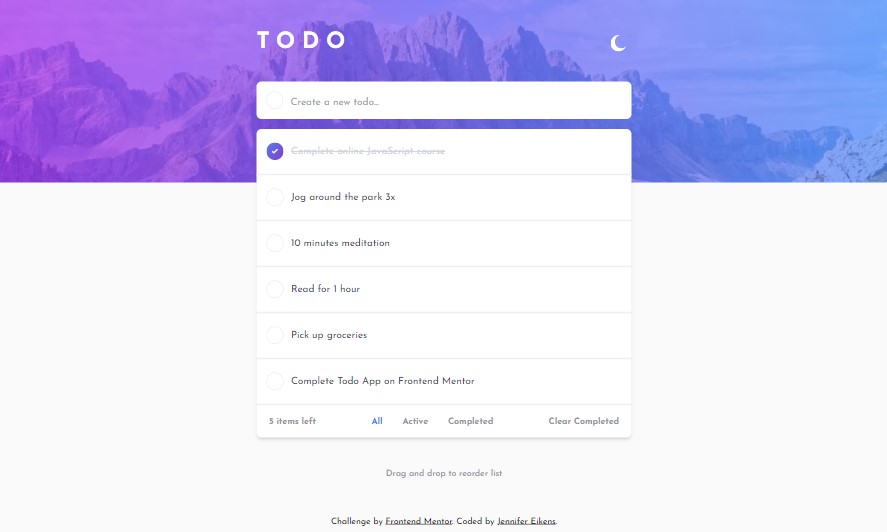 TODO
Create a new todo...
Complete online JavaScript course
Jog around the park 3x
10 minutes meditation
Read for 1 hour
Pick up groceries
Complete Todo App on Frontend Mentor
5 items left All Active Completed Clear Completed
Drag and drop to reorder list
Challenge by Frontend Mentor. Coded by Jennifer Eikens.